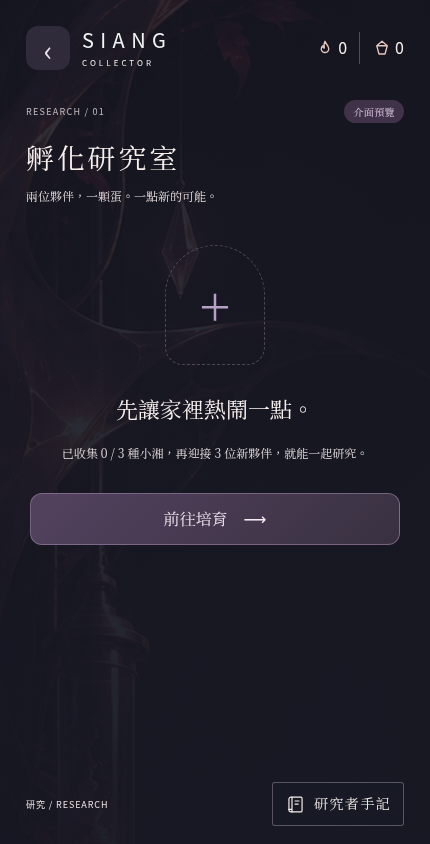 SIANG
COLLECTOR
0
0
RESEARCH / 01
介面預覽
孵化研究室
兩位夥伴，一顆蛋。一點新的可能。
先讓家裡熱鬧一點。
已收集 0 / 3 種小湘，再迎接 3 位新夥伴，就能一起研究。
前往培育 ⟶
研究 / RESEARCH
研究者手記